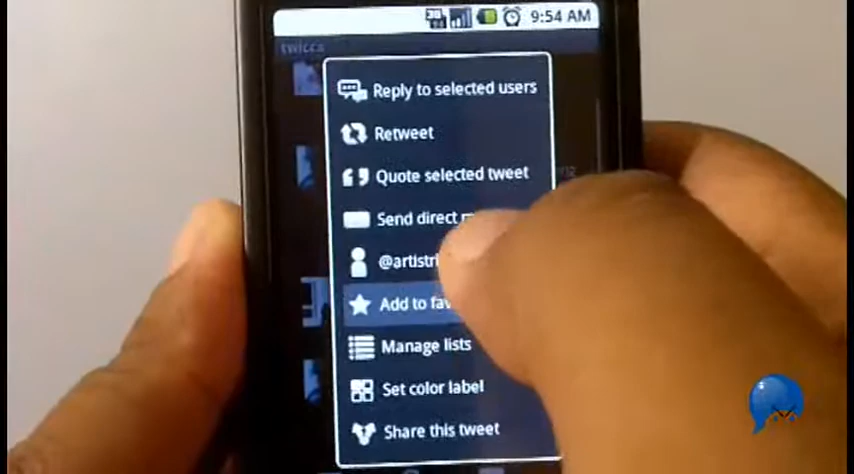 9:54 AM
twicca
Reply to selected users
Retweet
Quote selected tweet
Send direct
@artistri
Add to fav
Manage lists
Set color label
Share this tweet